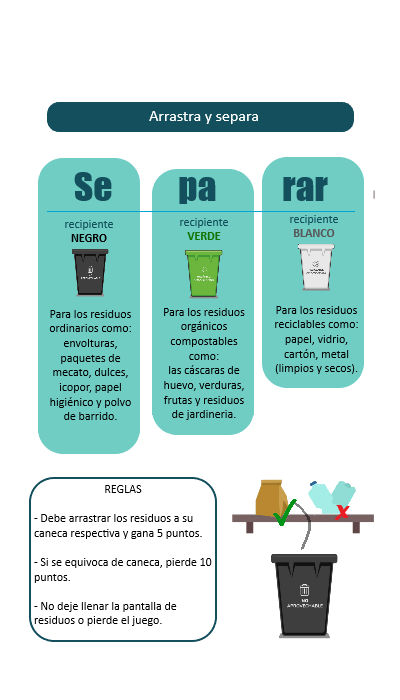 Arrastra y separa
Se
pa
rar
recipiente
NEGRO
Para los residuos
ordinarios como:
envolturas,
paquetes de
mecato, dulces,
icopor, papel
higiénico y polvo
de barrido.
recipiente
VERDE
Para los residuos
orgánicos
compostables
como:
las cáscaras de
huevo, verduras,
frutas y residuos
de jardineria.
recipiente
BLANCO
Para los residuos
reciclables como:
papel, vidrio,
cartón, metal
(limpios y secos).
REGLAS
- Debe arrastrar los residuos a su
caneca respectiva y gana 5 puntos.
- Si se equivoca de caneca, pierde 10
puntos.
- No deje llenar la pantalla de
residuos o pierde el juego.
NO
APROVECHABLE